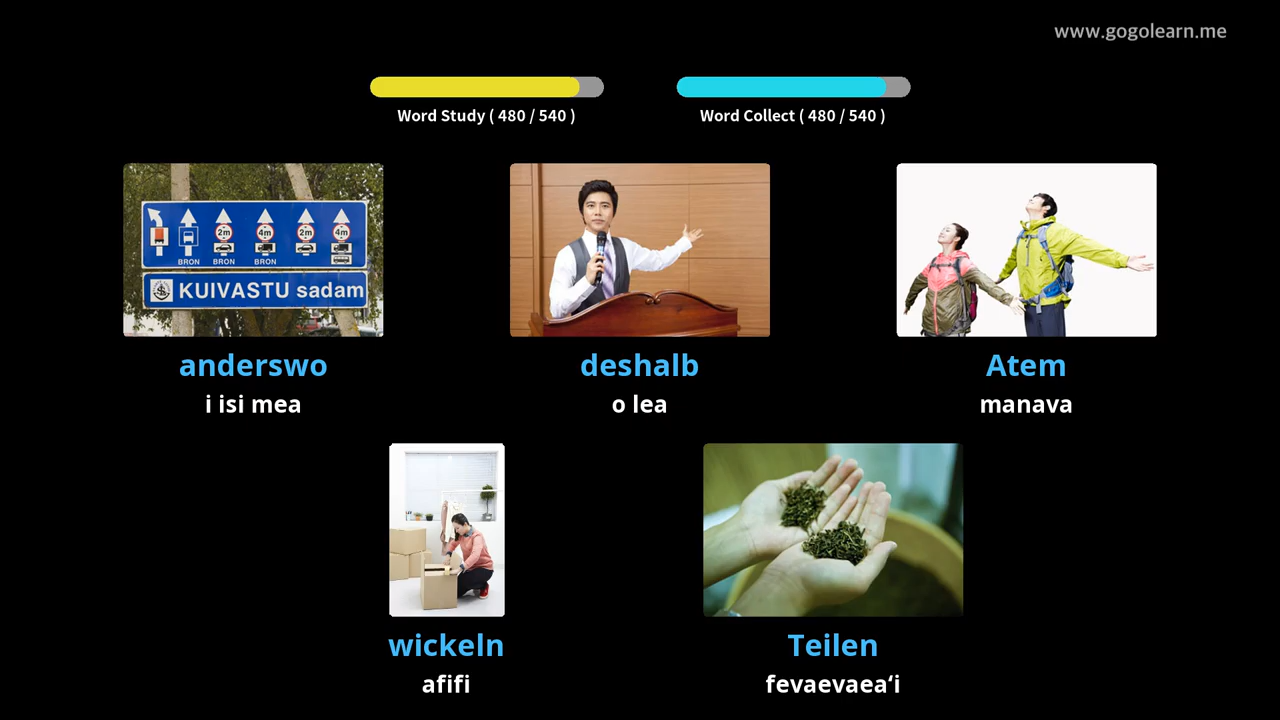 www.gogolearn.me
Word Study ( 480 / 540 )
Word Collect ( 480 / 540 )
BRON
2m
BRON
4m
BRON
2m
4m
KUIVASTU sadam
anderswo
deshalb
Atem
i isi mea
o lea
manava
wickeln
Teilen
afifi
fevaevaeaʻi